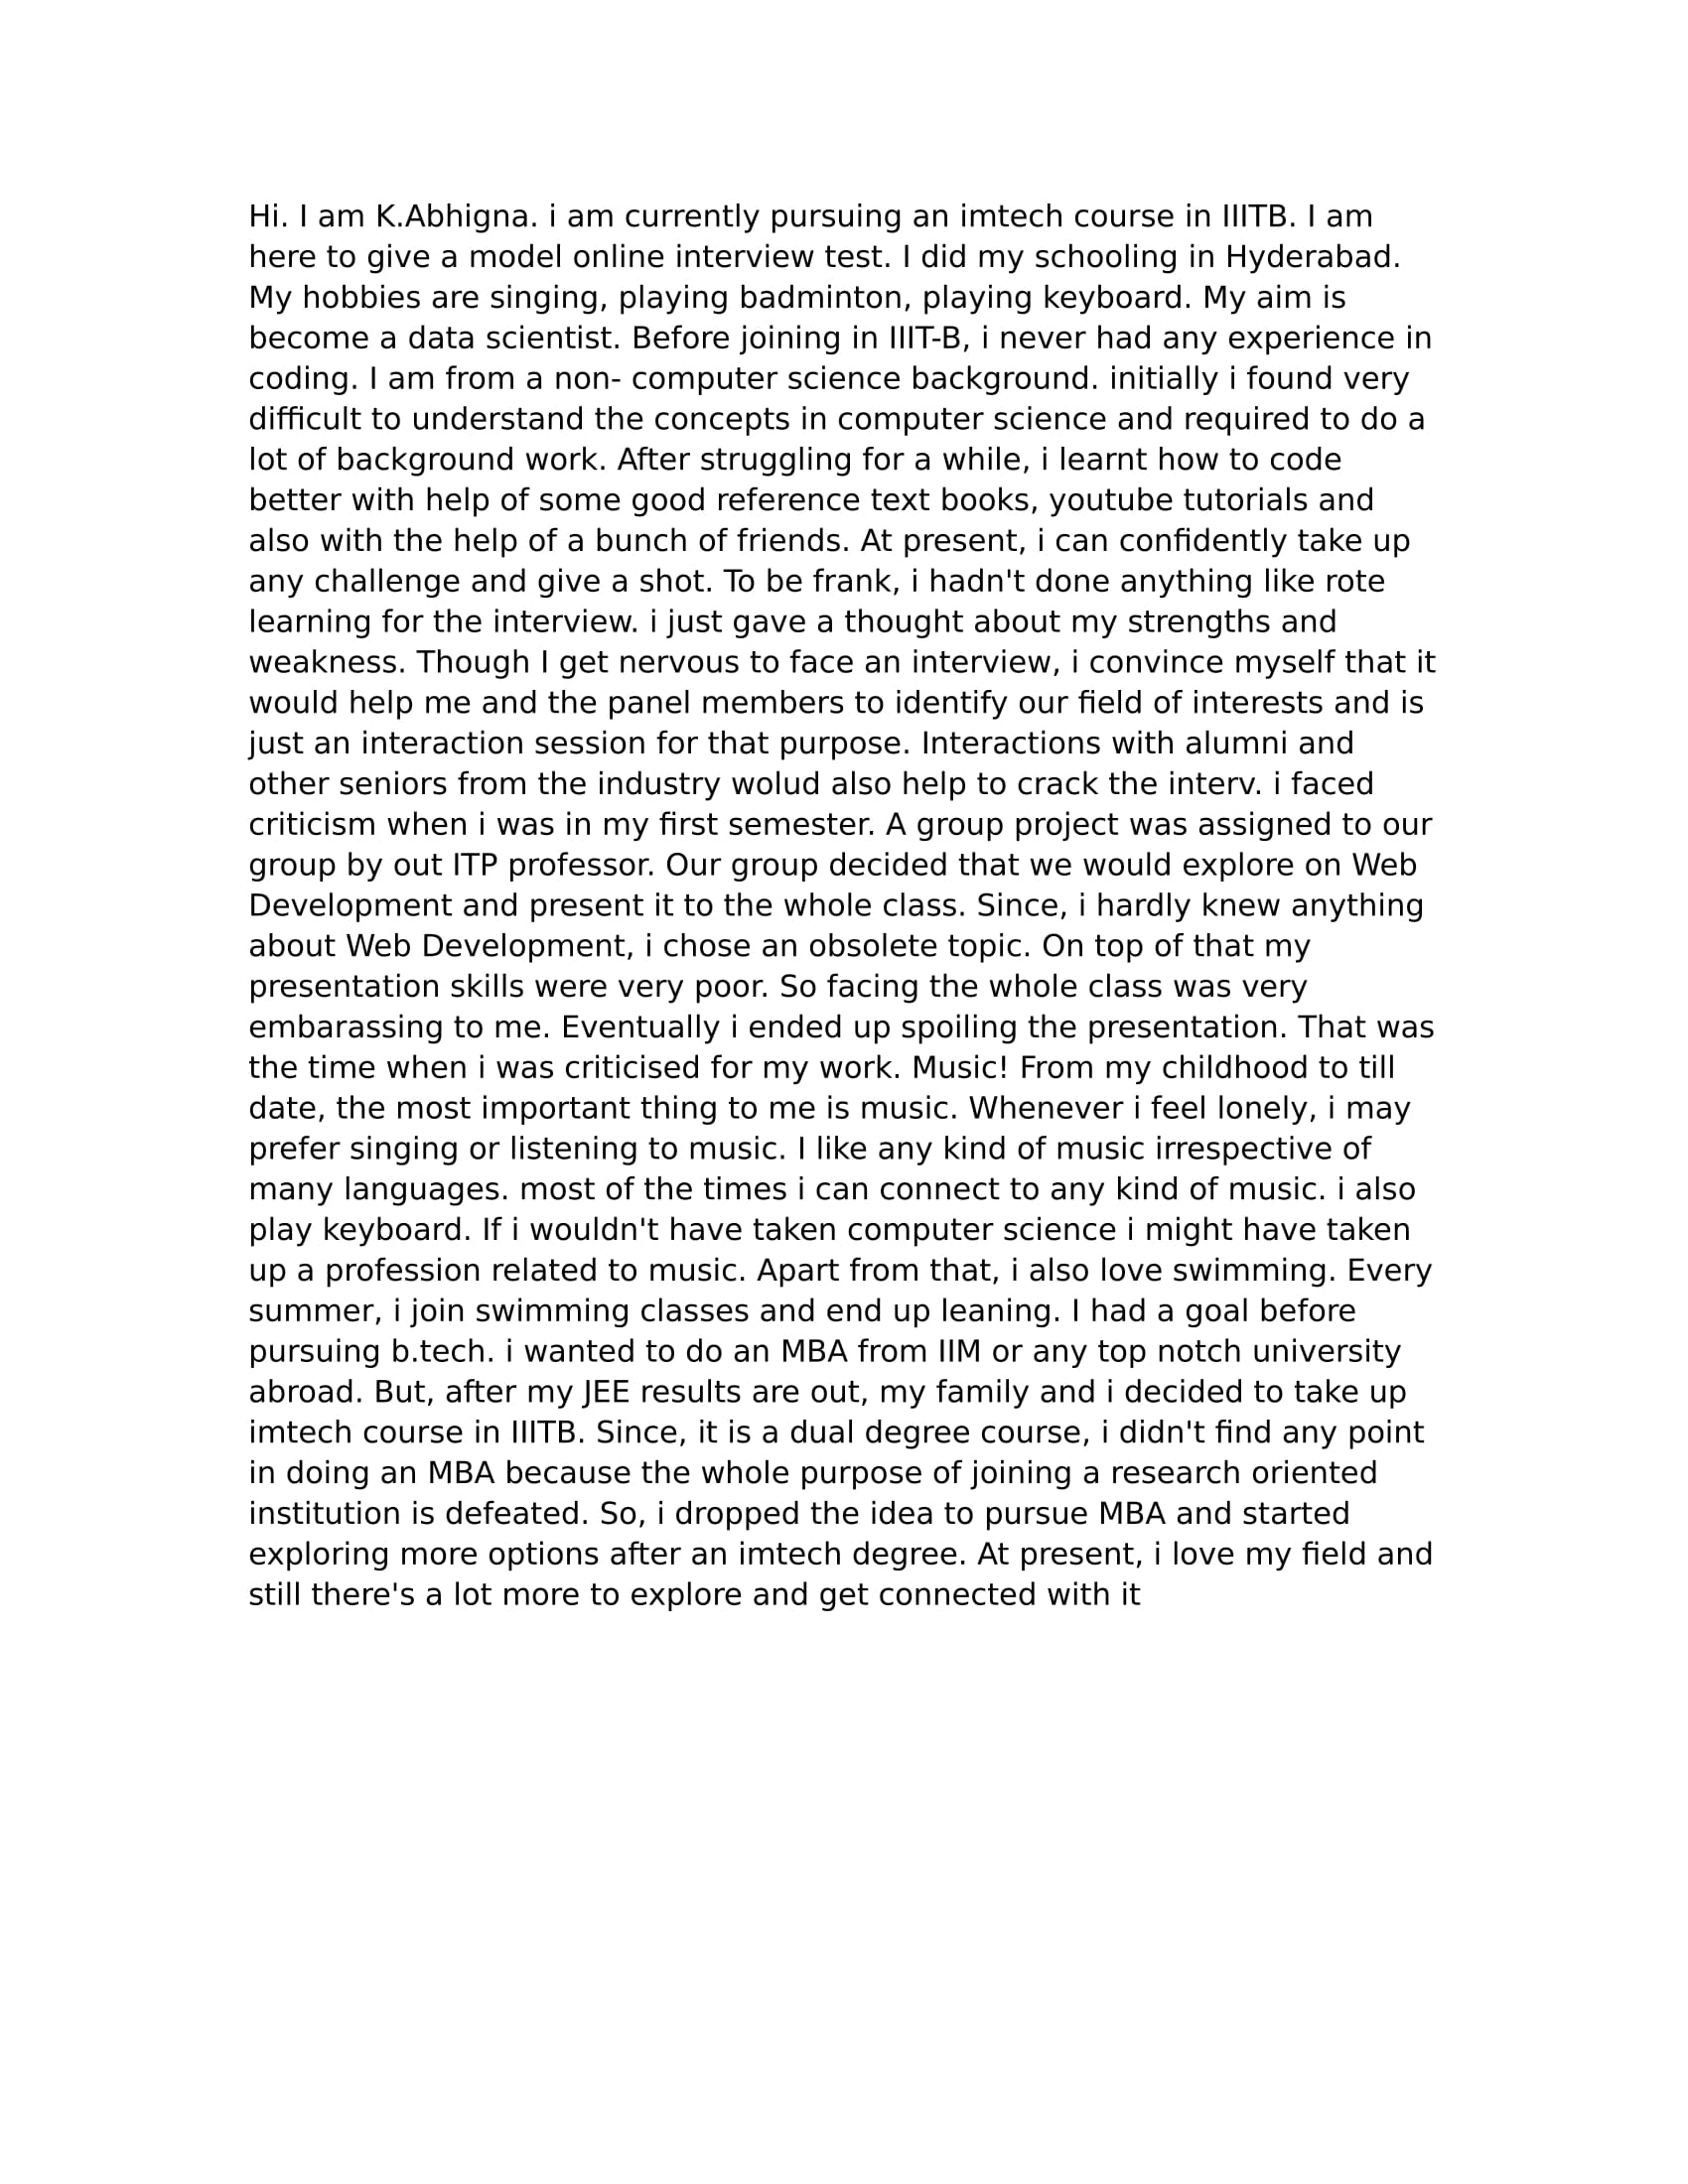 Hi. I am K.Abhigna. i am currently pursuing an imtech course in IIITB. I am
here to give a model online interview test. I did my schooling in Hyderabad.
My hobbies are singing, playing badminton, playing keyboard. My aim is
become a data scientist. Before joining in IIIT-B, i never had any experience in
coding. I am from a non- computer science background. initially i found very
difficult to understand the concepts in computer science and required to do a
lot of background work. After struggling for a while, i learnt how to code
better with help of some good reference text books, youtube tutorials and
also with the help of a bunch of friends. At present, i can confidently take up
any challenge and give a shot. To be frank, i hadn't done anything like rote
learning for the interview. i just gave a thought about my strengths and
weakness. Though I get nervous to face an interview, i convince myself that it
would help me and the panel members to identify our field of interests and is
just an interaction session for that purpose. Interactions with alumni and
other seniors from the industry wolud also help to crack the interv. i faced
criticism when i was in my first semester. A group project was assigned to our
group by out ITP professor. Our group decided that we would explore on Web
Development and present it to the whole class. Since, i hardly knew anything
about Web Development, i chose an obsolete topic. On top of that my
presentation skills were very poor. So facing the whole class was very
embarassing to me. Eventually i ended up spoiling the presentation. That was
the time when i was criticised for my work. Music! From my childhood to till
date, the most important thing to me is music. Whenever i feel lonely, i may
prefer singing or listening to music. I like any kind of music irrespective of
many languages. most of the times i can connect to any kind of music. i also
play keyboard. If i wouldn't have taken computer science i might have taken
up a profession related to music. Apart from that, i also love swimming. Every
summer, i join swimming classes and end up leaning. I had a goal before
pursuing b.tech. i wanted to do an MBA from IIM or any top notch university
abroad. But, after my JEE results are out, my family and i decided to take up
imtech course in IIITB. Since, it is a dual degree course, i didn't find any point
in doing an MBA because the whole purpose of joining a research oriented
institution is defeated. So, i dropped the idea to pursue MBA and started
exploring more options after an imtech degree. At present, i love my field and
still there's a lot more to explore and get connected with it